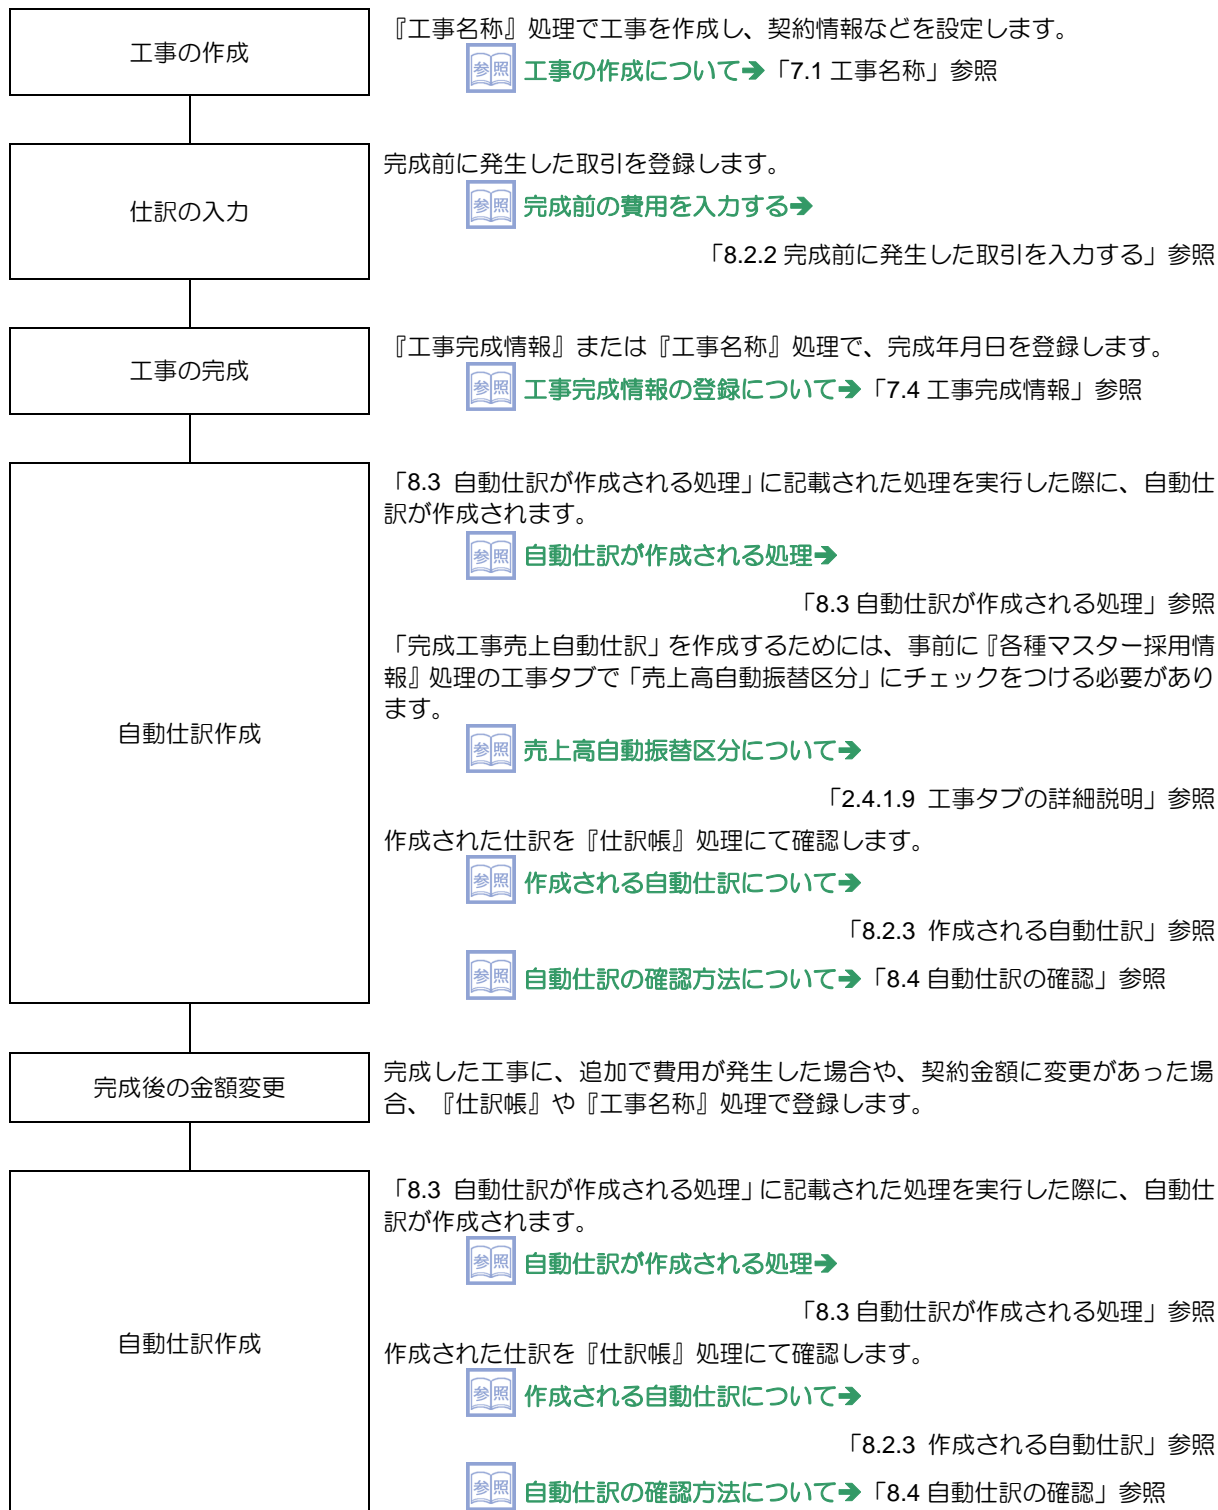 工事の作成
『工事名称』処理で工事を作成し、契約情報などを設定します。
参照 工事の作成について➔「7.1 工事名称」参照
仕訳の入力
完成前に発生した取引を登録します。
参照 完成前の費用を入力する➔
「8.2.2 完成前に発生した取引を入力する」参照
工事の完成
『工事完成情報』または『工事名称』処理で、完成年月日を登録します。
参照 工事完成情報の登録について➔「7.4 工事完成情報」参照
自動仕訳作成
「8.3 自動仕訳が作成される処理」に記載された処理を実行した際に、自動仕
訳が作成されます。
参照 自動仕訳が作成される処理➔
「8.3 自動仕訳が作成される処理」参照
「完成工事売上自動仕訳」を作成するためには、事前に『各種マスター採用情
報』処理の工事タブで「売上高自動振替区分」にチェックをつける必要があり
ます。
参照 売上高自動振替区分について➔
「2.4.1.9 工事タブの詳細説明」参照
作成された仕訳を『仕訳帳』処理にて確認します。
参照 作成される自動仕訳について➔
「8.2.3 作成される自動仕訳」参照
参照 自動仕訳の確認方法について➔「8.4 自動仕訳の確認」参照
完成後の金額変更
完成した工事に、追加で費用が発生した場合や、契約金額に変更があった場
合、『仕訳帳』や『工事名称』処理で登録します。
自動仕訳作成
「8.3 自動仕訳が作成される処理」に記載された処理を実行した際に、自動仕
訳が作成されます。
参照 自動仕訳が作成される処理➔
「8.3 自動仕訳が作成される処理」参照
作成された仕訳を『仕訳帳』処理にて確認します。
参照 作成される自動仕訳について➔
「8.2.3 作成される自動仕訳」参照
参照 自動仕訳の確認方法について➔「8.4 自動仕訳の確認」参照